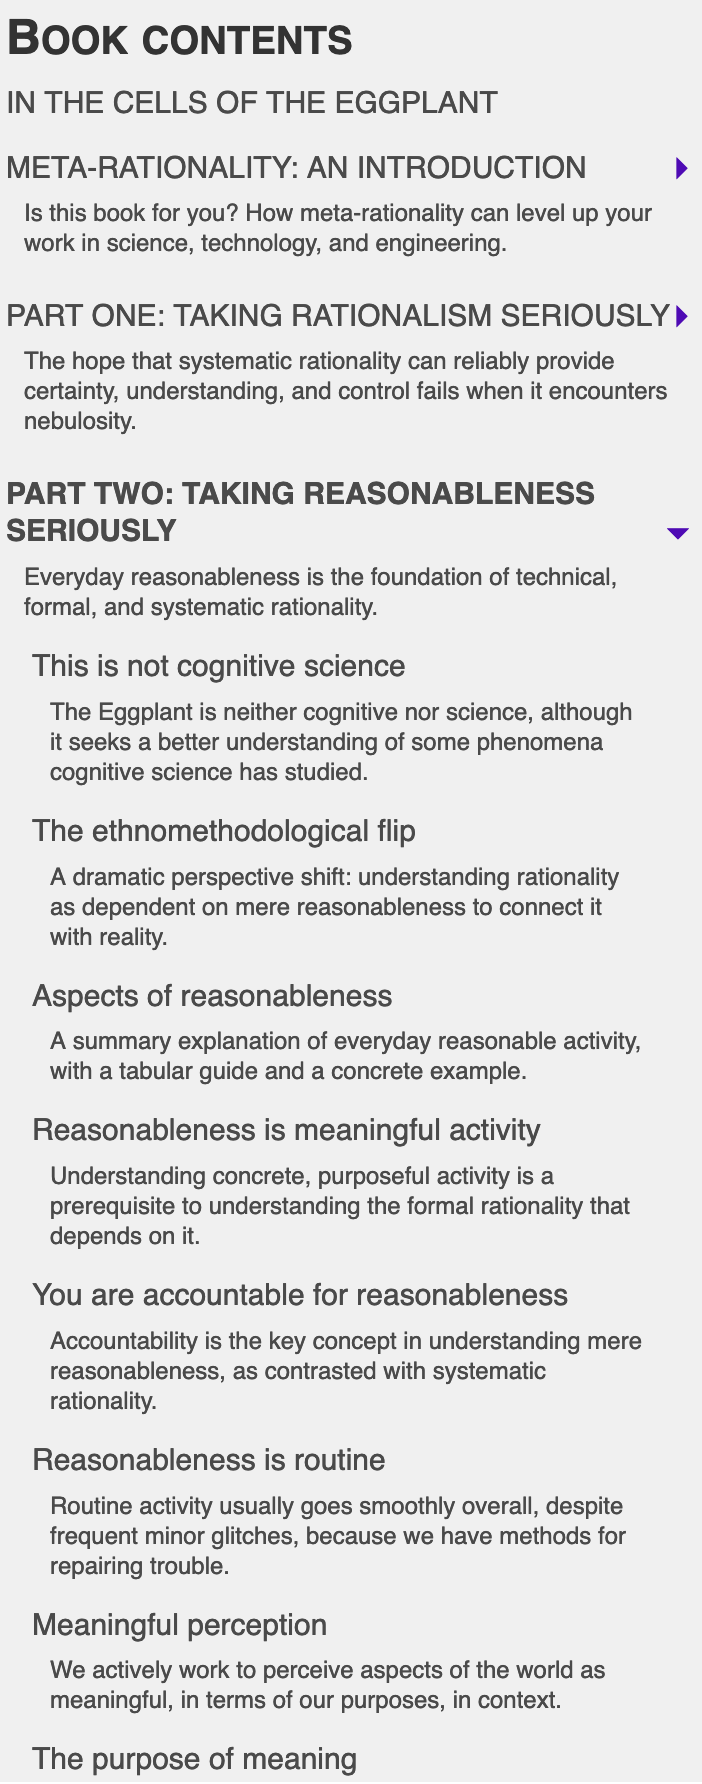 BOOK CONTENTS
IN THE CELLS OF THE EGGPLANT
META-RATIONALITY: AN INTRODUCTION
Is this book for you? How meta-rationality can level up your
work in science, technology, and engineering.
PART ONE: TAKING RATIONALISM SERIOUSLY
The hope that systematic rationality can reliably provide
certainty, understanding, and control fails when it encounters
nebulosity.
PART TWO: TAKING REASONABLENESS
SERIOUSLY
Everyday reasonableness is the foundation of technical,
formal, and systematic rationality.
This is not cognitive science
The Eggplant is neither cognitive nor science, although
it seeks a better understanding of some phenomena
cognitive science has studied.
The ethnomethodological flip
A dramatic perspective shift: understanding rationality
as dependent on mere reasonableness to connect it
with reality.
Aspects of reasonableness
A summary explanation of everyday reasonable activity,
with a tabular guide and a concrete example.
Reasonableness is meaningful activity
Understanding concrete, purposeful activity is a
prerequisite to understanding the formal rationality that
depends on it.
You are accountable for reasonableness
Accountability is the key concept in understanding mere
reasonableness, as contrasted with systematic
rationality.
Reasonableness is routine
Routine activity usually goes smoothly overall, despite
frequent minor glitches, because we have methods for
repairing trouble.
Meaningful perception
We actively work to perceive aspects of the world as
meaningful, in terms of our purposes, in context.
The purpose of meaning